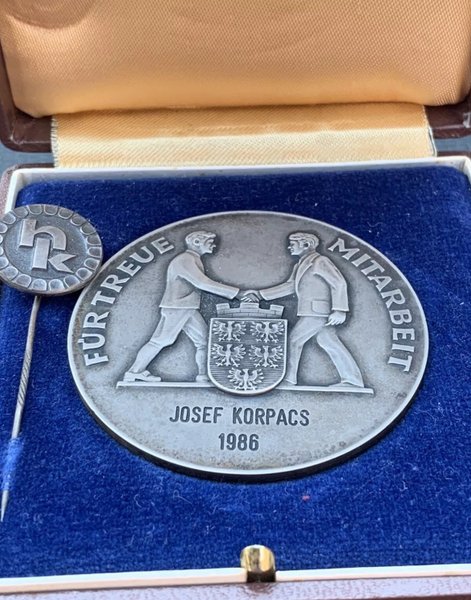 hk
FÜR TREUE MITARBEIT
JOSEF KORPACS
1986